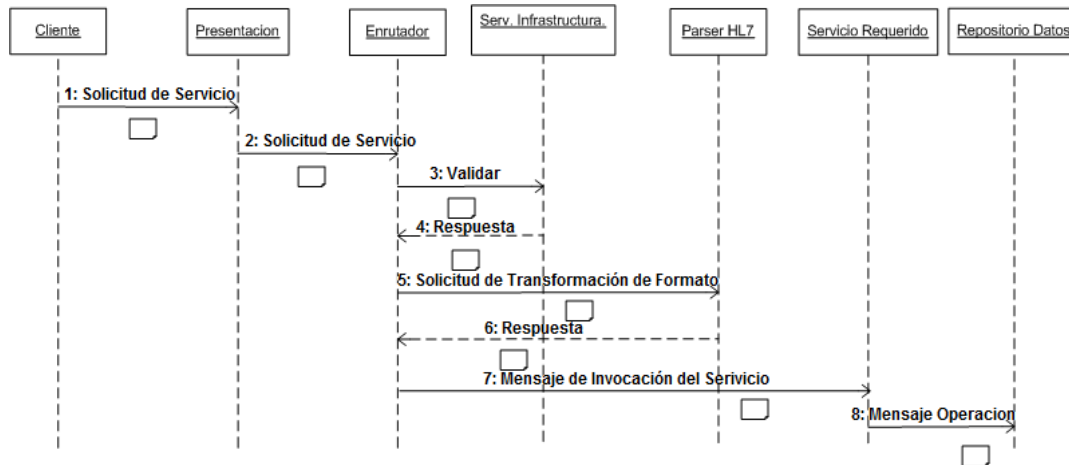 Cliente
Presentacion
Enrutador
Serv. Infrastructura.
Parser HL7
Servicio Requerido
Repositorio Datos
1: Solicitud de Servicio
2: Solicitud de Servicio
3: Validar
4: Respuesta
5: Solicitud de Transformación de Formato
6: Respuesta
7: Mensaje de Invocación del Serivicio
8: Mensaje Operacion